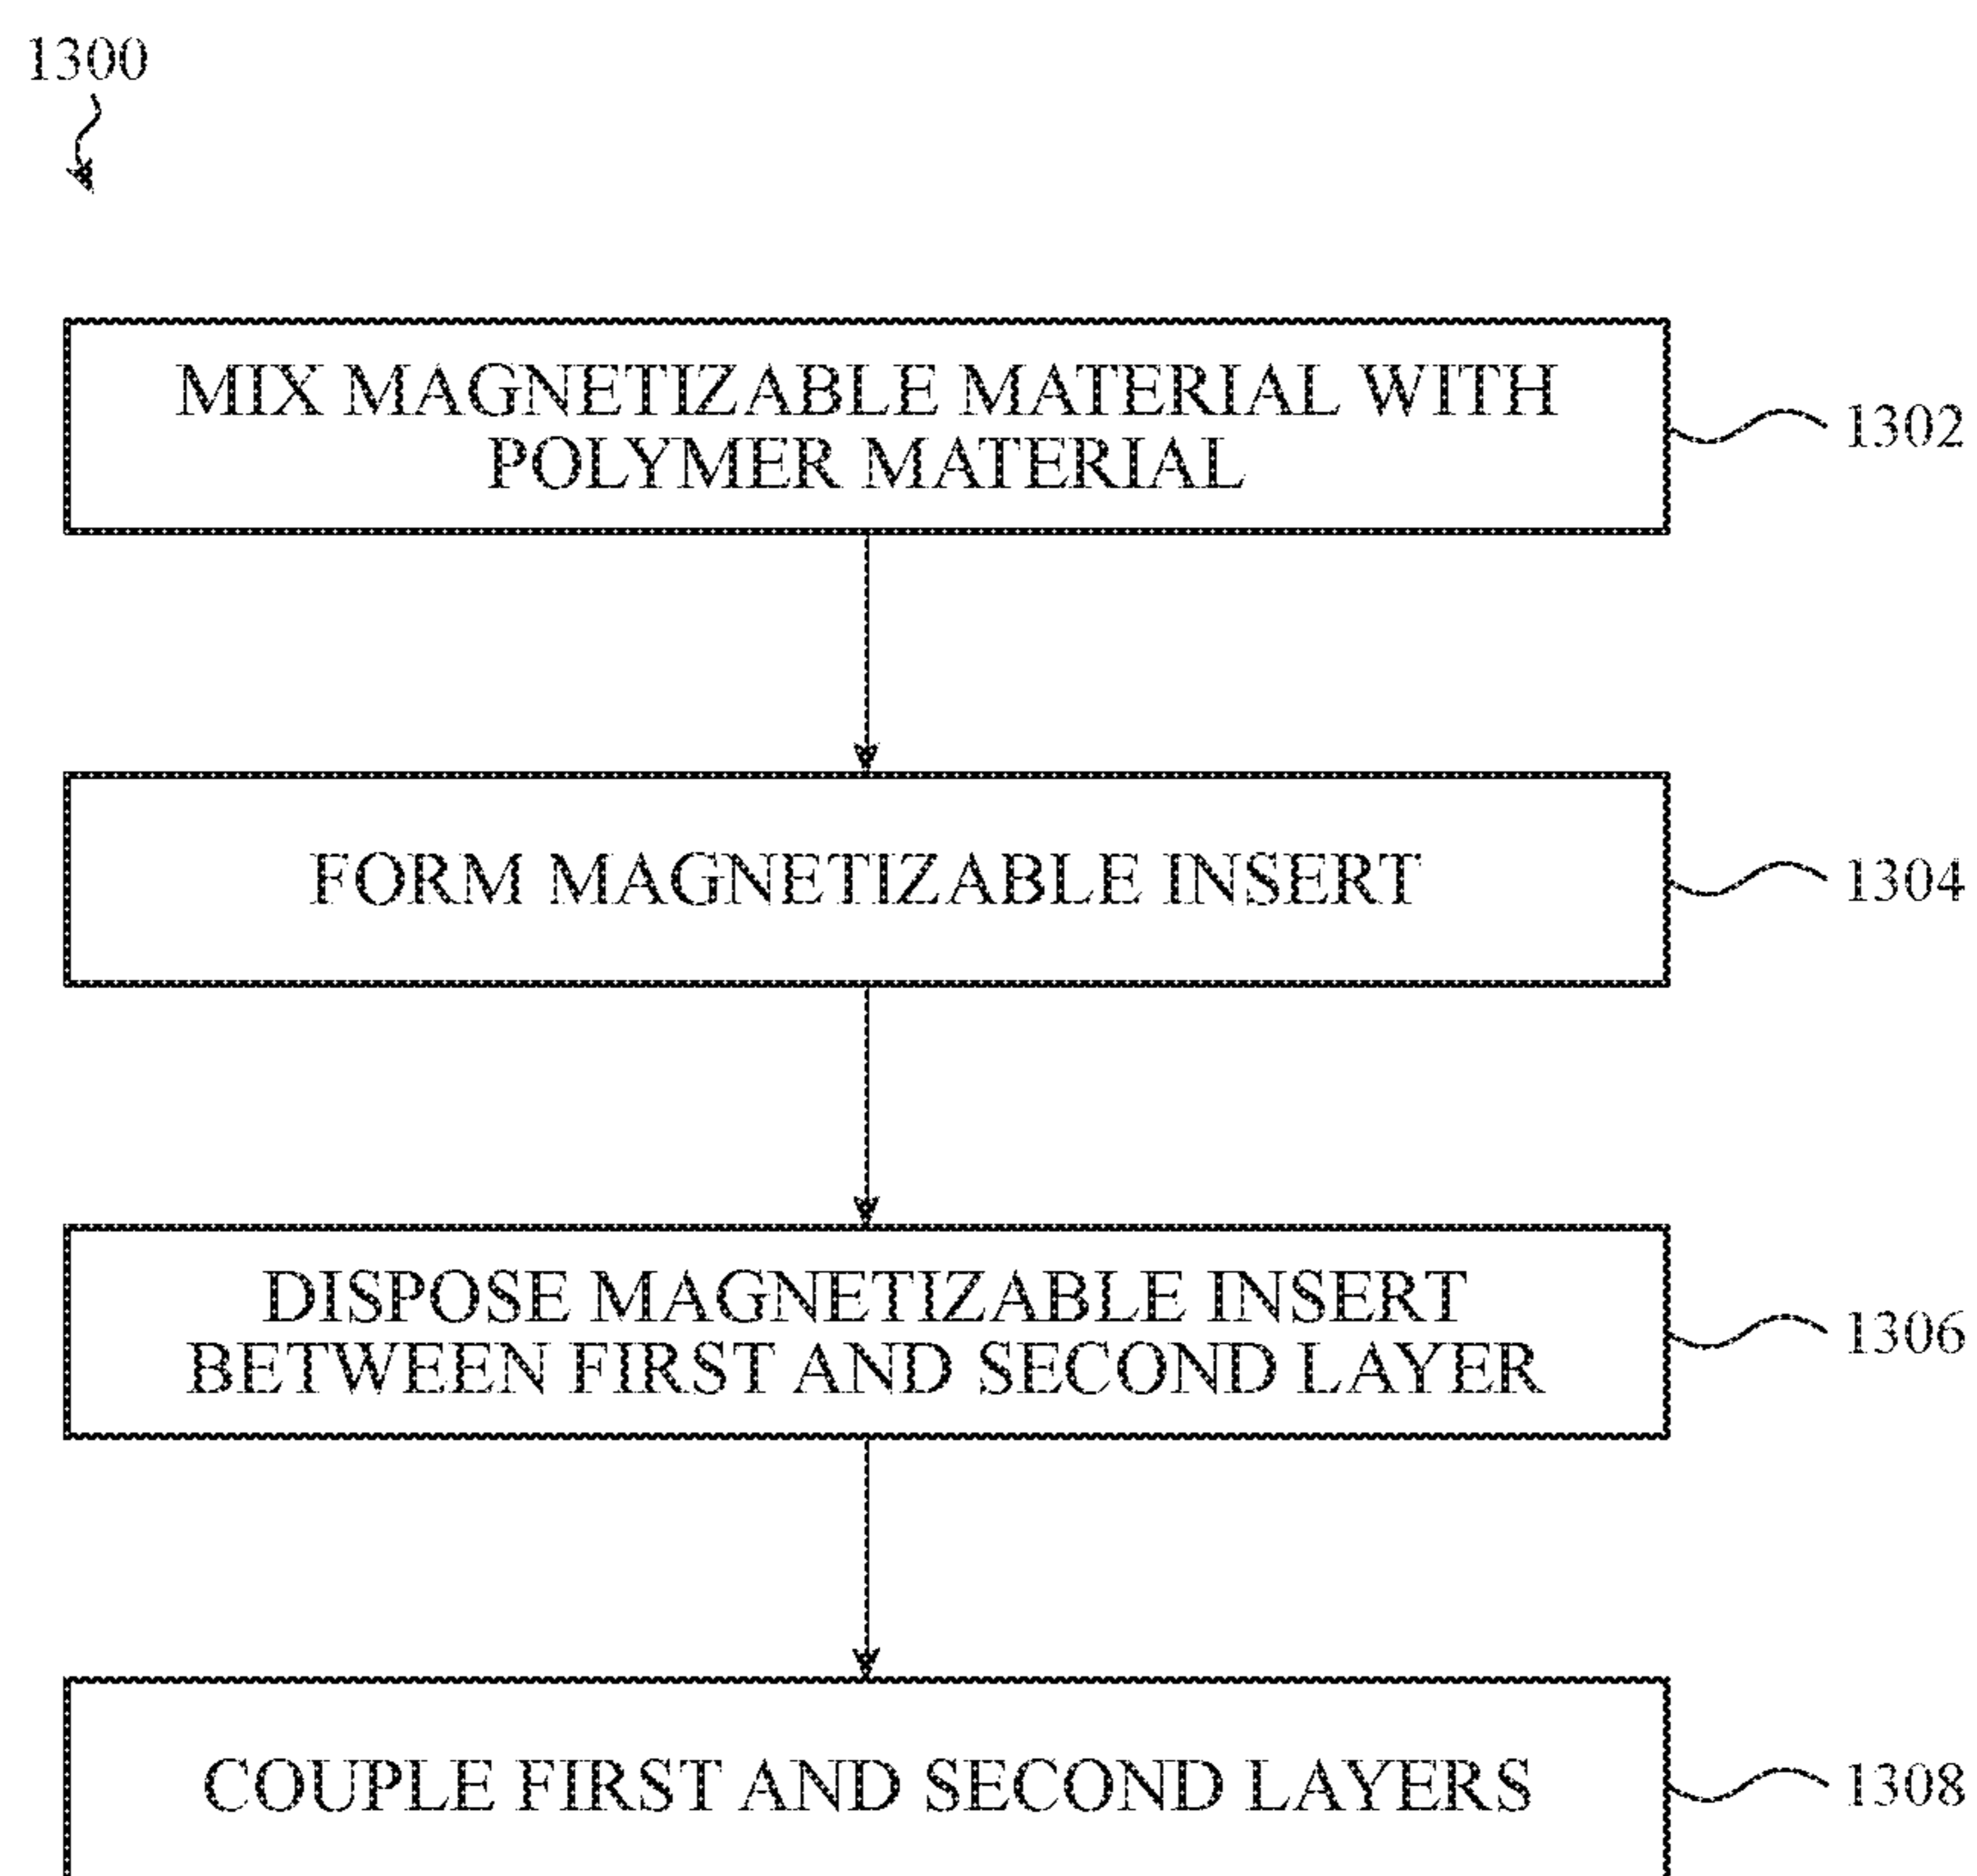 1300
MIX MAGNETIZABLE MATERIAL WITH
POLYMER MATERIAL
1302
FORM MAGNETIZABLE INSERT
1304
DISPOSE MAGNETIZABLE INSERT
BETWEEN FIRST AND SECOND LAYER
1306
COUPLE FIRST AND SECOND LAYERS
1308